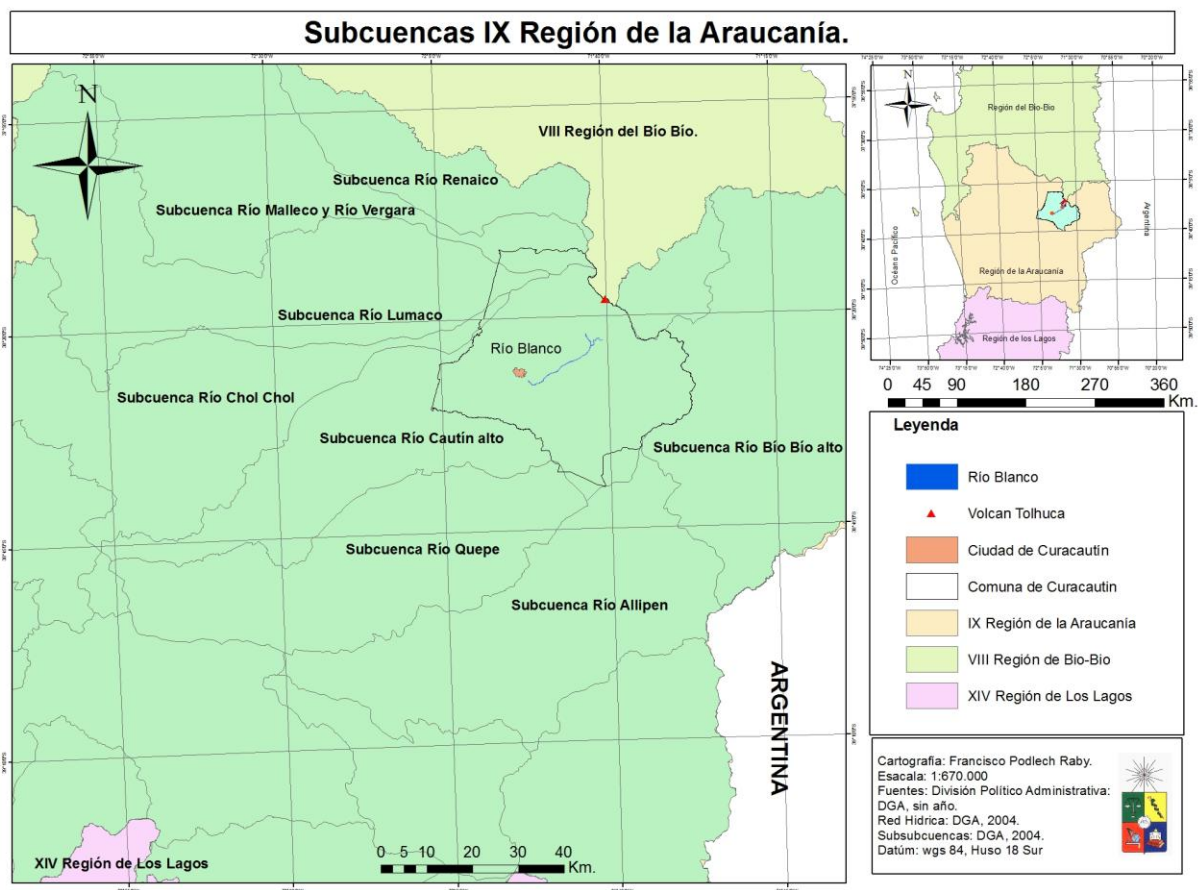 Subcuencas IX Región de la Araucanía.
N
VIII Región del Bío Bío.
Subcuenca Río Renaico
Subcuenca Río Malleco y Río Vergara
Subcuenca Río Lumaco
Río Blanco
Subcuenca Río Chol Chol
Subcuenca Río Cautín alto
Subcuenca Río Bío Bío alto
Subcuenca Río Quepe
Subcuenca Río Allipen
ARGENTINA
XIV Región de Los Lagos
0 5 10 20 30 40
Km.
N
Región del Bio-Bio
Océano Pacífico
Argentina
Región de la Araucanía
Región de los Lagos
0 45 90 180 270 360
Km.
Leyenda
Río Blanco
Volcan Tolhuca
Ciudad de Curacautín
Comuna de Curacautin
IX Región de la Araucanía
VIII Región de Bio-Bio
XIV Región de Los Lagos
Cartografía: Francisco Podlech Raby.
Esacala: 1:670.000
Fuentes: División Político Administrativa:
DGA, sin año.
Red Hidrica: DGA, 2004.
Subsubcuencas: DGA, 2004.
Datúm: wgs 84, Huso 18 Sur